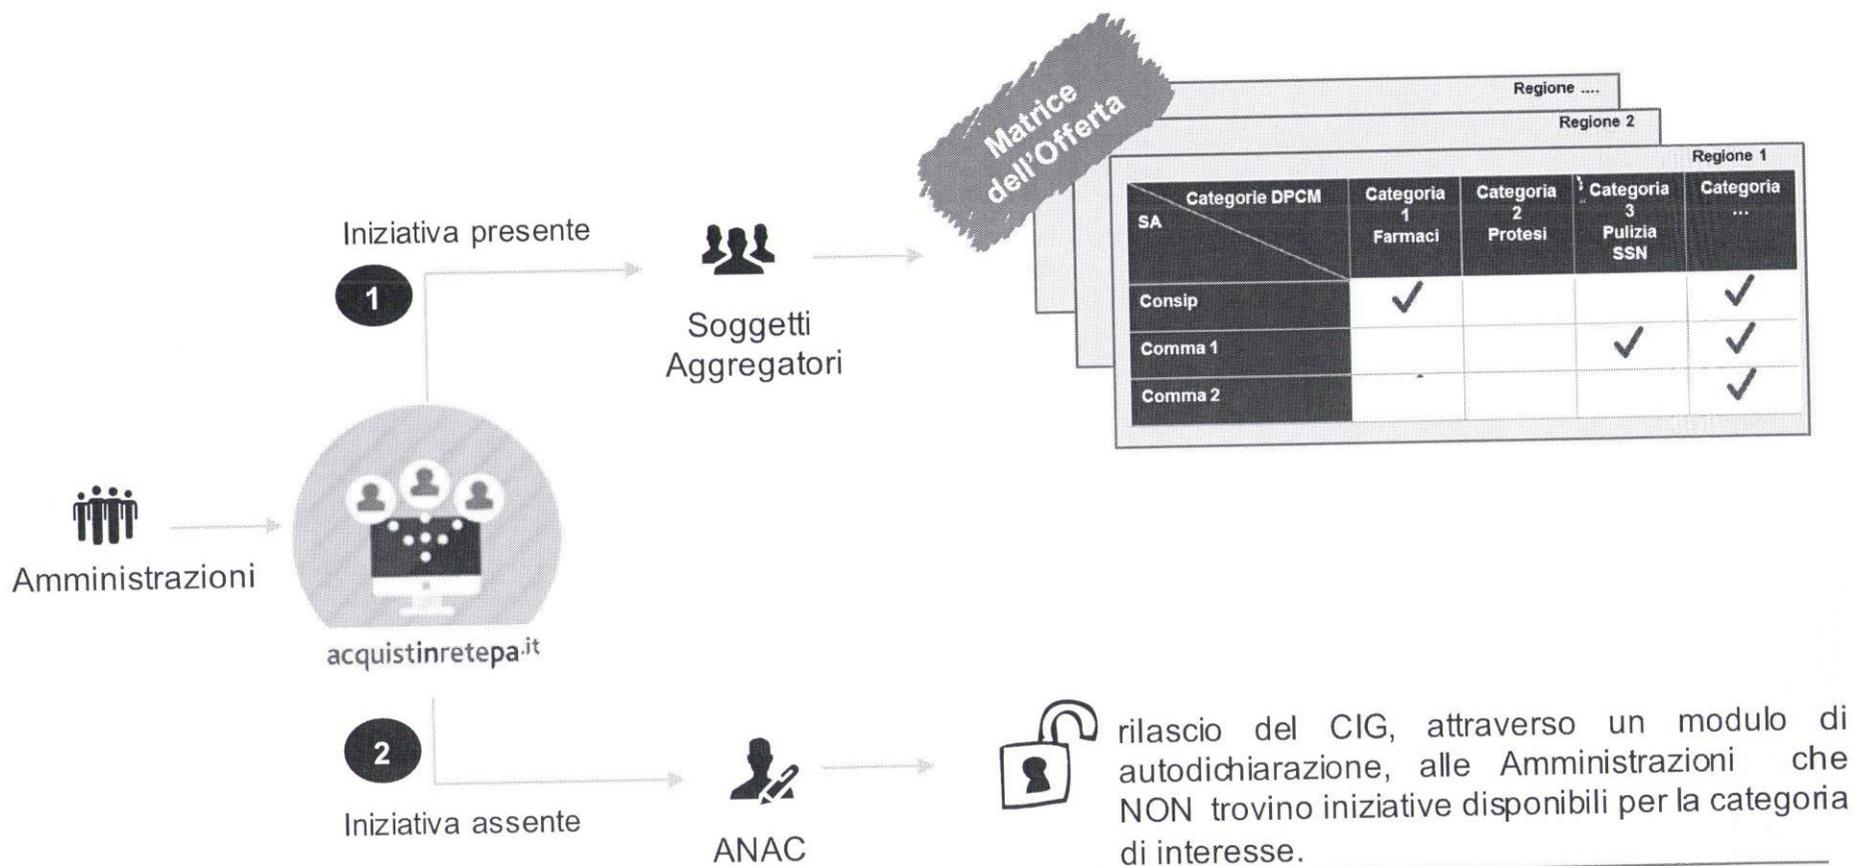 Matrice
dell'Offerta
Regione ....
Regione 2
Regione 1
Categorie DPCM
SA
Categoria
1
Farmaci
Categoria
2
Protesi
Categoria
3
Pulizia
SSN
Categoria
...
Consip
Comma 1
Comma 2
Iniziativa presente
1
Soggetti
Aggregatori
Amministrazioni
acquistinretepa.it
2
Iniziativa assente
ANAC
rilascio del CIG, attraverso un modulo di
autodichiarazione, alle Amministrazioni che
NON trovino iniziative disponibili per la categoria
di interesse.